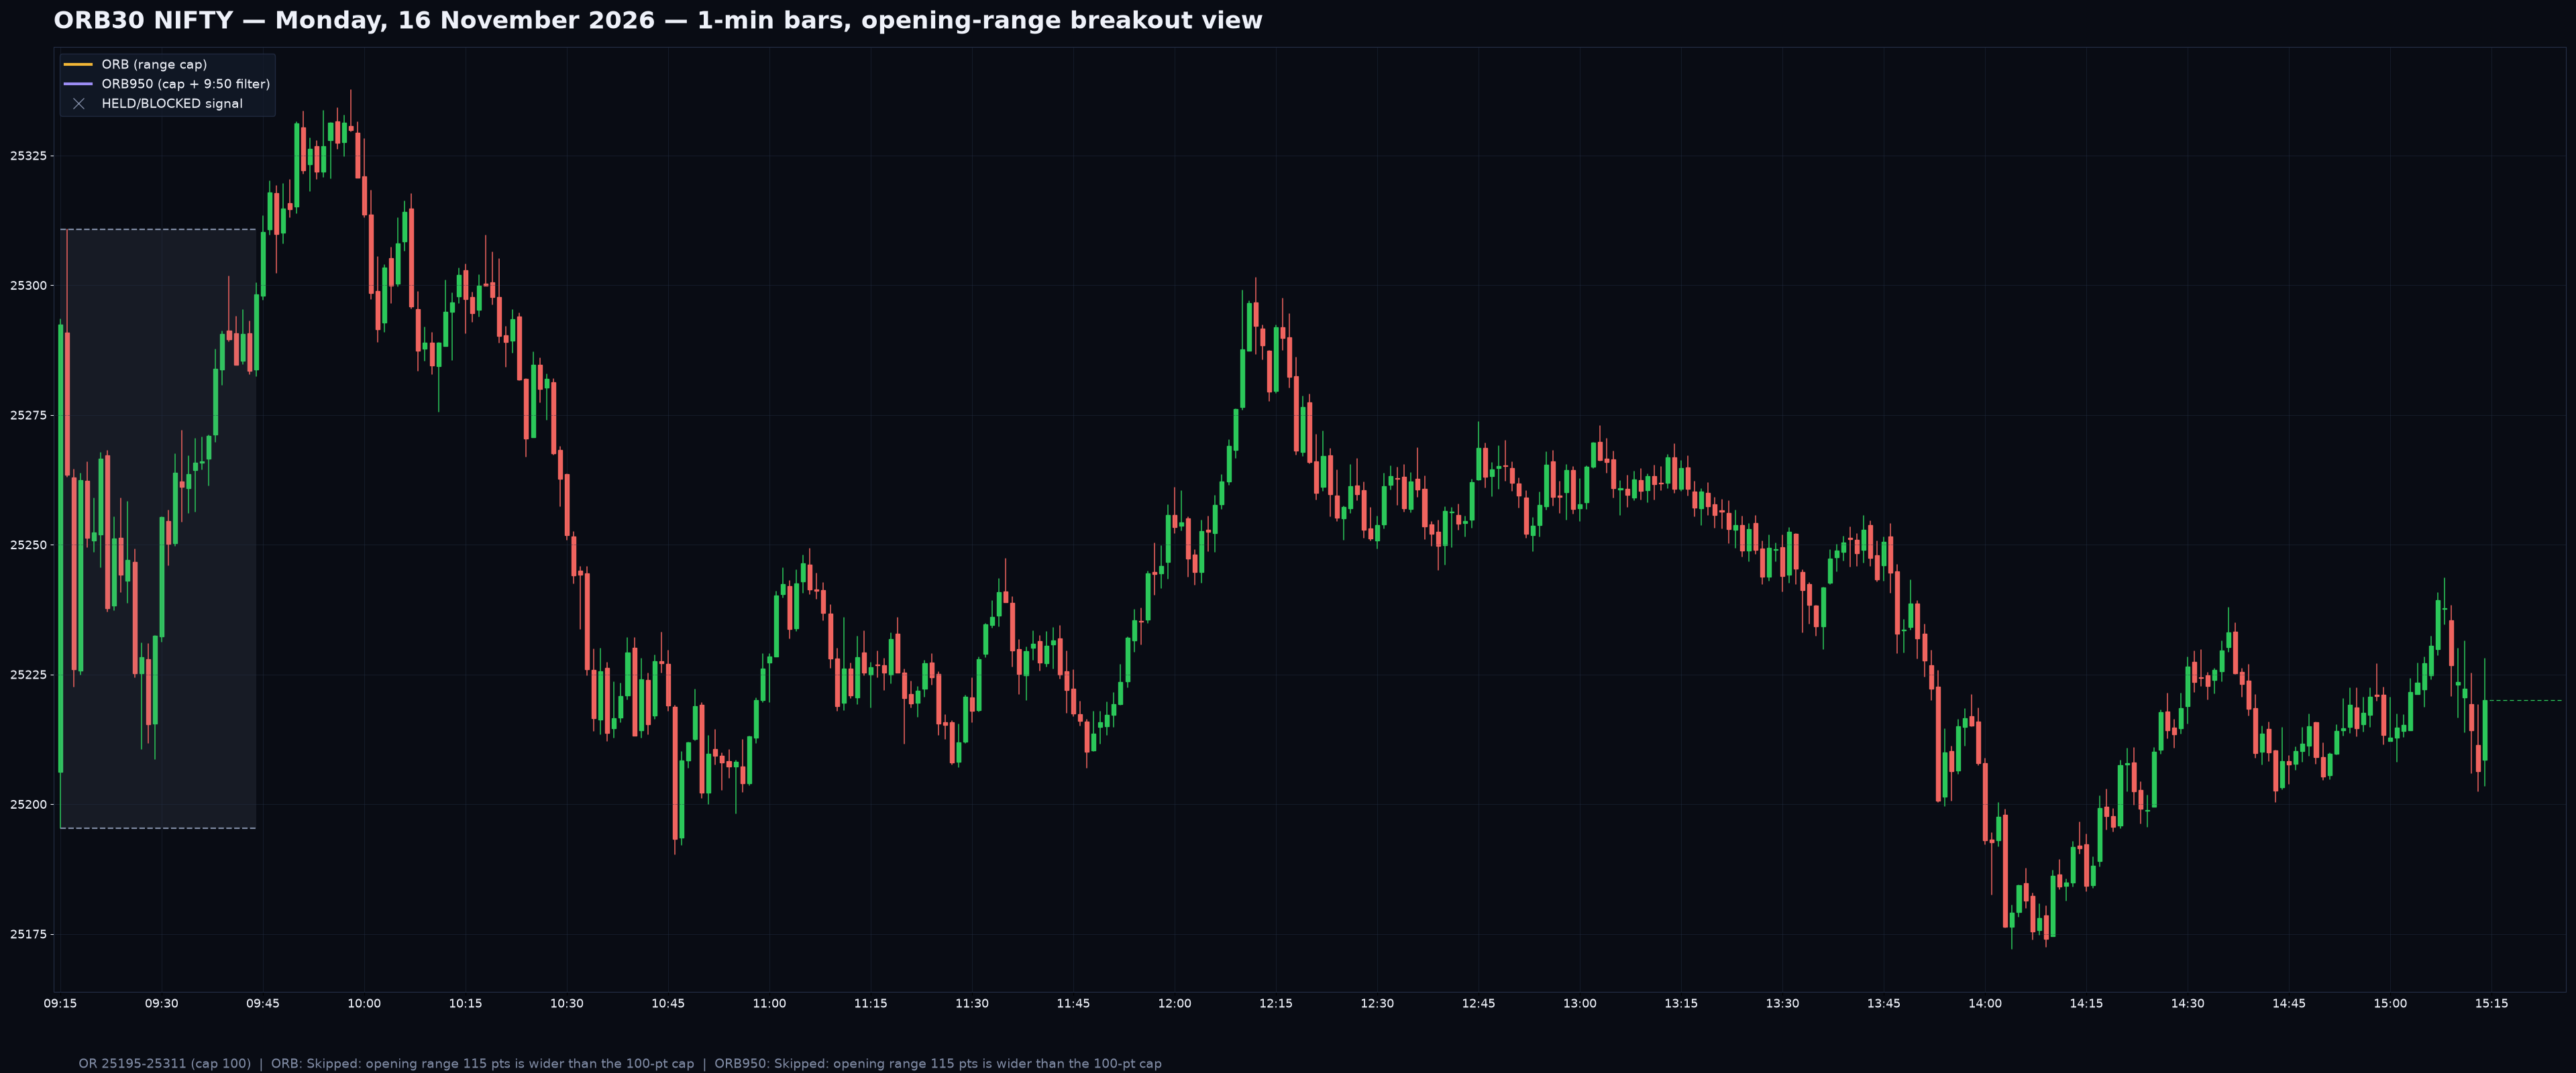 ORB30 NIFTY — Monday, 16 November 2026 — 1-min bars, opening-range breakout view
ORB (range cap)
ORB950 (cap + 9:50 filter)
HELD/BLOCKED signal
25325
25300
25275
25250
25225
25200
25175
09:15 09:30 09:45 10:00 10:15 10:30 10:45 11:00 11:15 11:30 11:45 12:00 12:15 12:30 12:45 13:00 13:15 13:30 13:45 14:00 14:15 14:30 14:45 15:00 15:15
OR 25195-25311 (cap 100) | ORB: Skipped: opening range 115 pts is wider than the 100-pt cap | ORB950: Skipped: opening range 115 pts is wider than the 100-pt cap